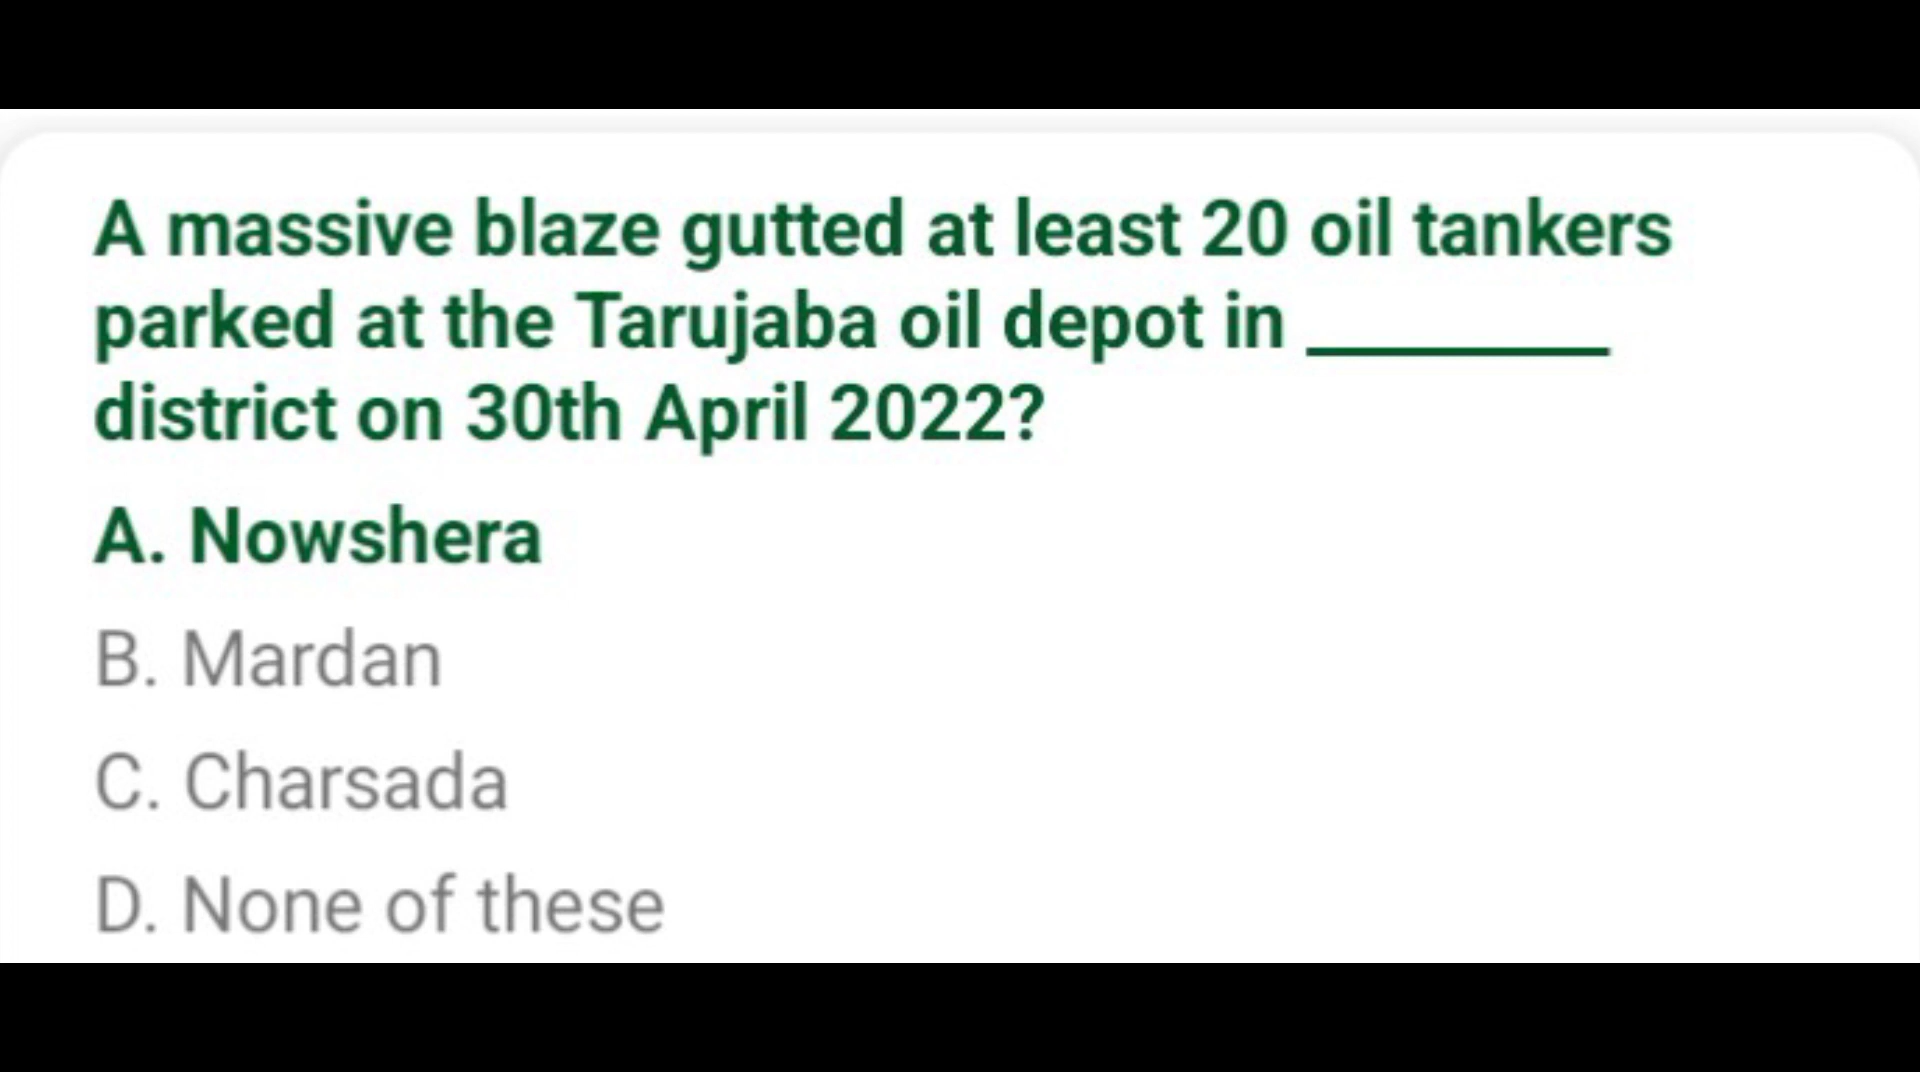 A massive blaze gutted at least 20 oil tankers
parked at the Tarujaba oil depot in ________
district on 30th April 2022?
A. Nowshera
B. Mardan
C. Charsada
D. None of these